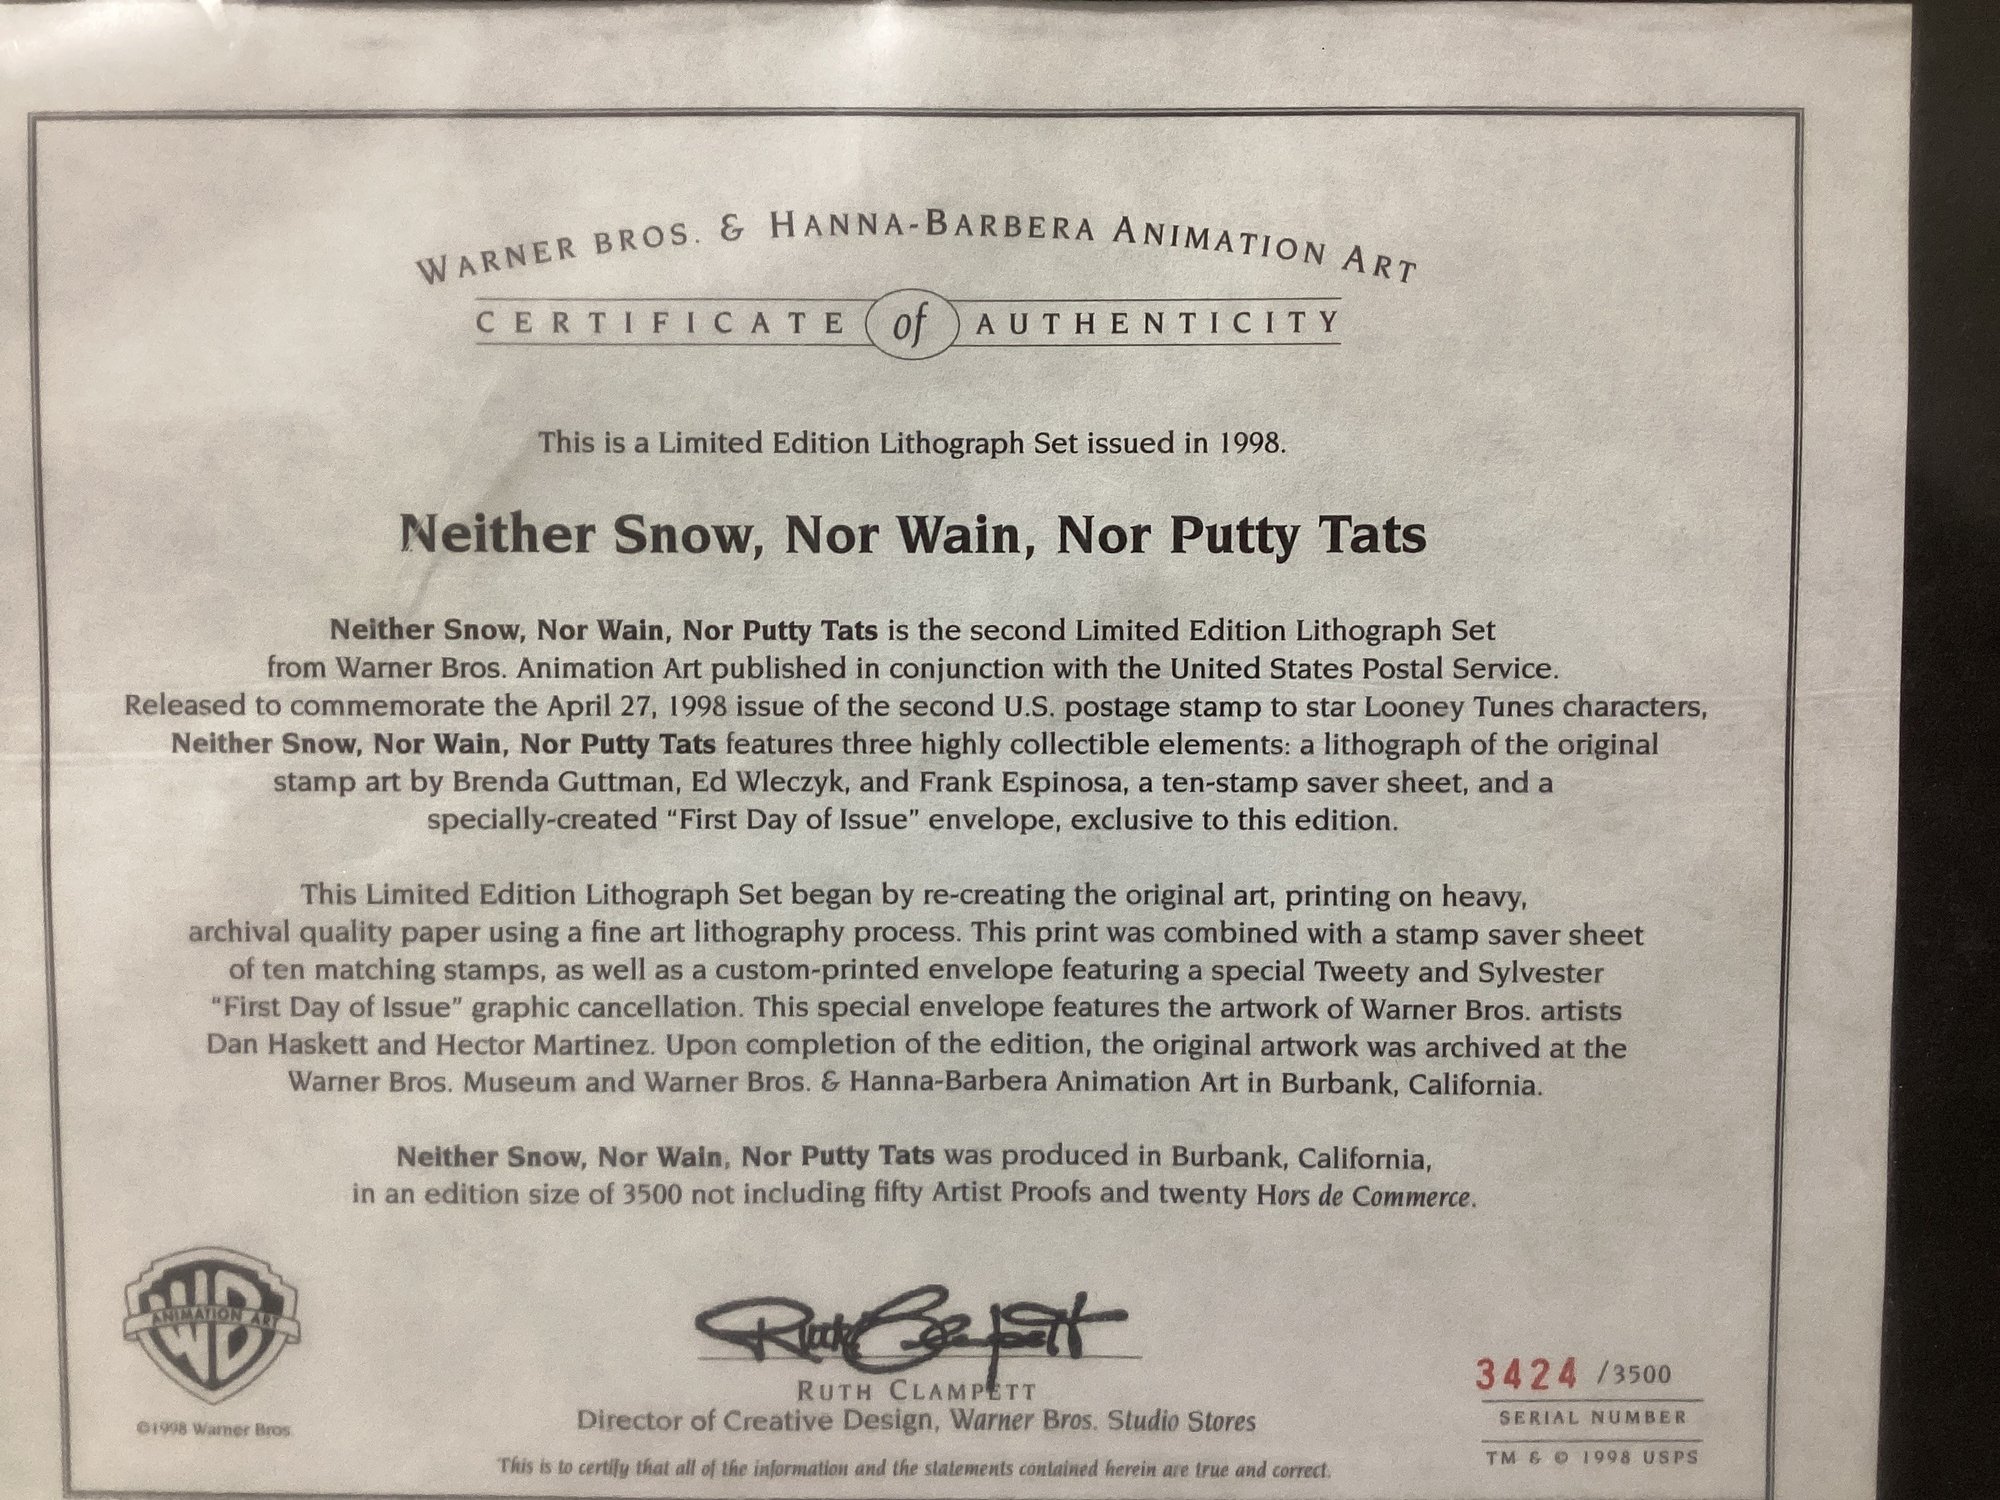 WARNER BROS. & HANNA-BARBERA ANIMATION ART
CERTIFICATE of AUTHENTICITY
This is a Limited Edition Lithograph Set issued in 1998.
Neither Snow, Nor Wain, Nor Putty Tats
Neither Snow, Nor Wain, Nor Putty Tats is the second Limited Edition Lithograph Set
from Warner Bros. Animation Art published in conjunction with the United States Postal Service.
Released to commemorate the April 27, 1998 issue of the second U.S. postage stamp to star Looney Tunes characters,
Neither Snow, Nor Wain, Nor Putty Tats features three highly collectible elements: a lithograph of the original
stamp art by Brenda Guttman, Ed Wleczyk, and Frank Espinosa, a ten-stamp saver sheet, and a
specially-created “First Day of Issue” envelope, exclusive to this edition.
This Limited Edition Lithograph Set began by re-creating the original art, printing on heavy,
archival quality paper using a fine art lithography process. This print was combined with a stamp saver sheet
of ten matching stamps, as well as a custom-printed envelope featuring a special Tweety and Sylvester
“First Day of Issue” graphic cancellation. This special envelope features the artwork of Warner Bros. artists
Dan Haskett and Hector Martinez. Upon completion of the edition, the original artwork was archived at the
Warner Bros. Museum and Warner Bros. & Hanna-Barbera Animation Art in Burbank, California.
Neither Snow, Nor Wain, Nor Putty Tats was produced in Burbank, California,
in an edition size of 3500 not including fifty Artist Proofs and twenty Hors de Commerce.
WB
ANIMATION ART
©1998 Warner Bros.
Ruth Clampett
RUTH CLAMPETT
Director of Creative Design, Warner Bros. Studio Stores
This is to certify that all of the information and the statements contained herein are true and correct.
3424 /3500
SERIAL NUMBER
TM & © 1998 USPS